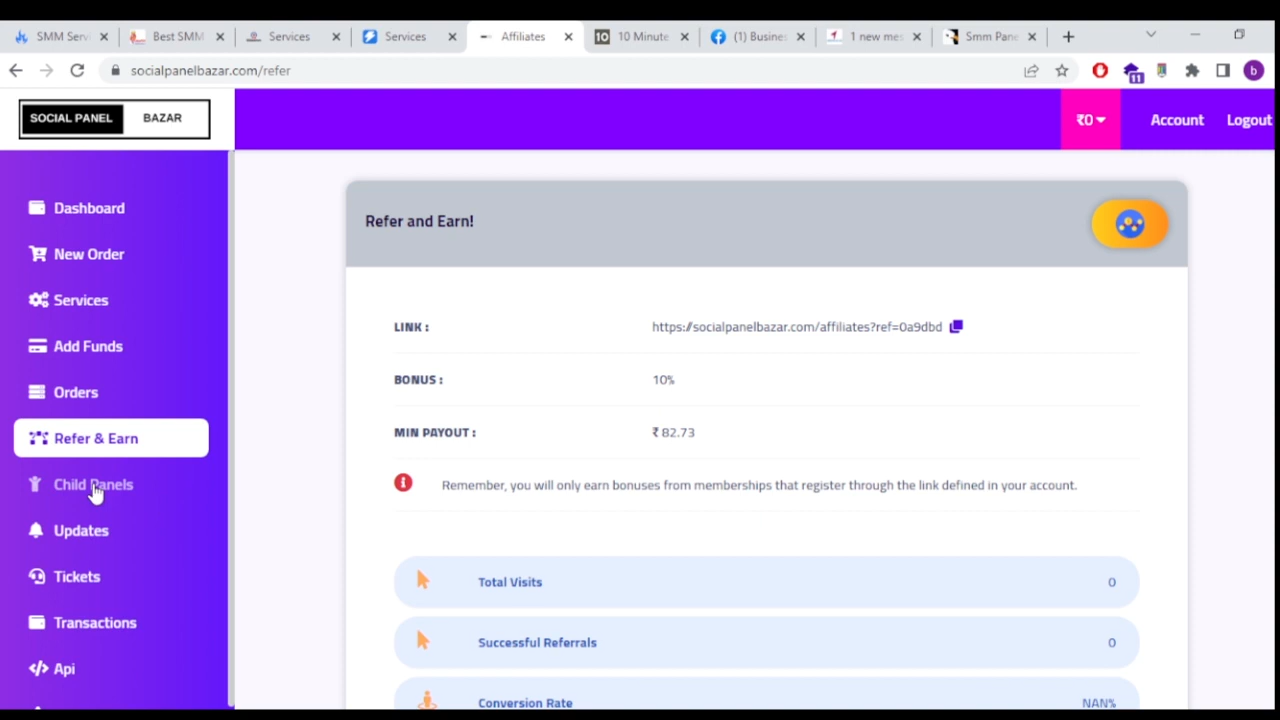 SMM Serv
Best SMM
Services
Services
Affiliates
10 10 Minute
(1) Busines
1 new mes
Smm Pane
socialpanelbazar.com/refer
11
b
SOCIAL PANEL BAZAR
₹0
Account
Logout
Dashboard
New Order
Services
Add Funds
Orders
Refer & Earn
Child Panels
Updates
Tickets
Transactions
Api
Refer and Earn!
LINK : https://socialpanelbazar.com/affiliates?ref=0a9dbd
BONUS : 10%
MIN PAYOUT : ₹ 82.73
Remember, you will only earn bonuses from memberships that register through the link defined in your account.
Total Visits 0
Successful Referrals 0
Conversion Rate NAN%